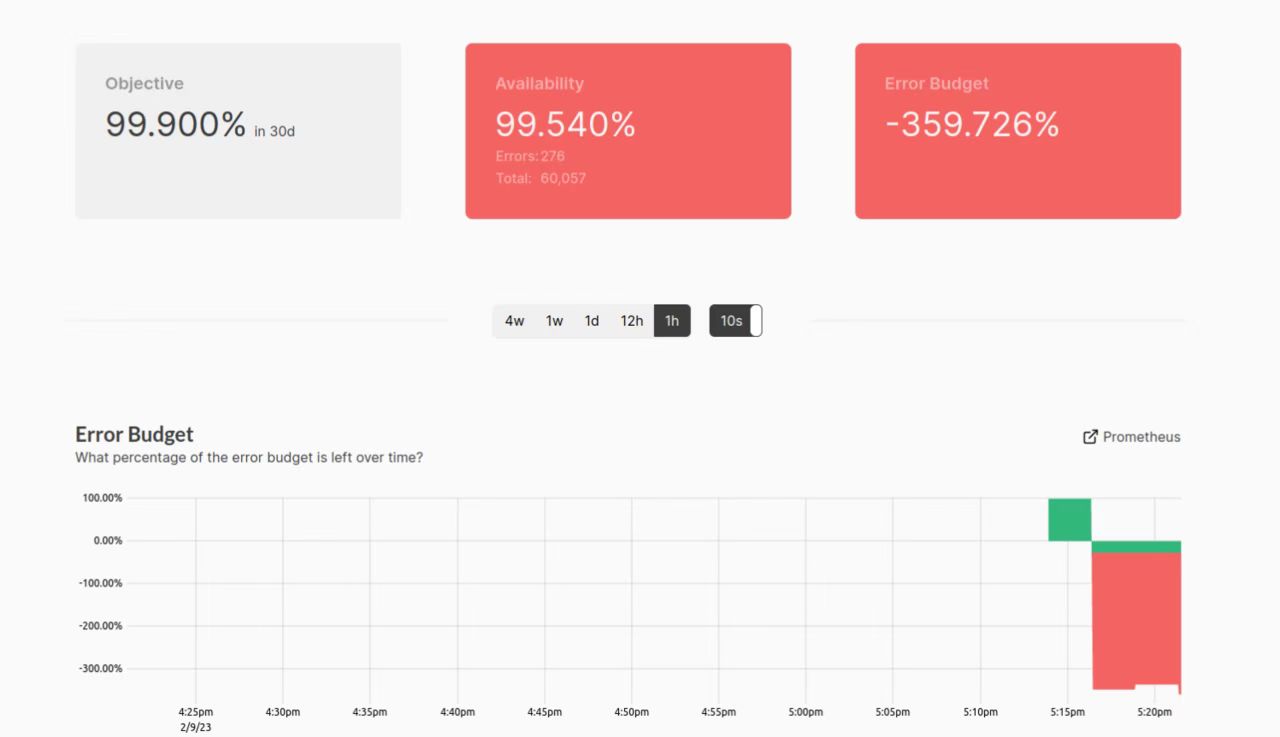 Objective
99.900% in 30d
Availability
99.540%
Errors: 276
Total: 60,057
Error Budget
-359.726%
4w 1w 1d 12h 1h 10s
Error Budget
What percentage of the error budget is left over time?
Prometheus
100.00%
0.00%
-100.00%
-200.00%
-300.00%
4:25pm 4:30pm 4:35pm 4:40pm 4:45pm 4:50pm 4:55pm 5:00pm 5:05pm 5:10pm 5:15pm 5:20pm
2/9/23